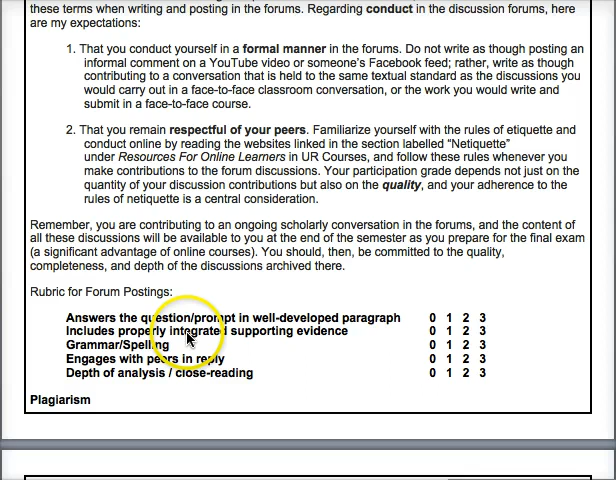 these terms when writing and posting in the forums. Regarding conduct in the discussion forums, here
are my expectations:
1. That you conduct yourself in a formal manner in the forums. Do not write as though posting an
informal comment on a YouTube video or someone's Facebook feed; rather, write as though
contributing to a conversation that is held to the same textual standard as the discussions you
would carry out in a face-to-face classroom conversation, or the work you would write and
submit in a face-to-face course.
2. That you remain respectful of your peers. Familiarize yourself with the rules of etiquette and
conduct online by reading the websites linked in the section labelled “Netiquette”
under Resources For Online Learners in UR Courses, and follow these rules whenever you
make contributions to the forum discussions. Your participation grade depends not just on the
quantity of your discussion contributions but also on the quality, and your adherence to the
rules of netiquette is a central consideration.
Remember, you are contributing to an ongoing scholarly conversation in the forums, and the content of
all these discussions will be available to you at the end of the semester as you prepare for the final exam
(a significant advantage of online courses). You should, then, be committed to the quality,
completeness, and depth of the discussions archived there.
Rubric for Forum Postings:
Answers the question/prompt in well-developed paragraph 0 1 2 3
Includes properly integrated supporting evidence 0 1 2 3
Grammar/Spelling 0 1 2 3
Engages with peers in reply 0 1 2 3
Depth of analysis / close-reading 0 1 2 3
Plagiarism